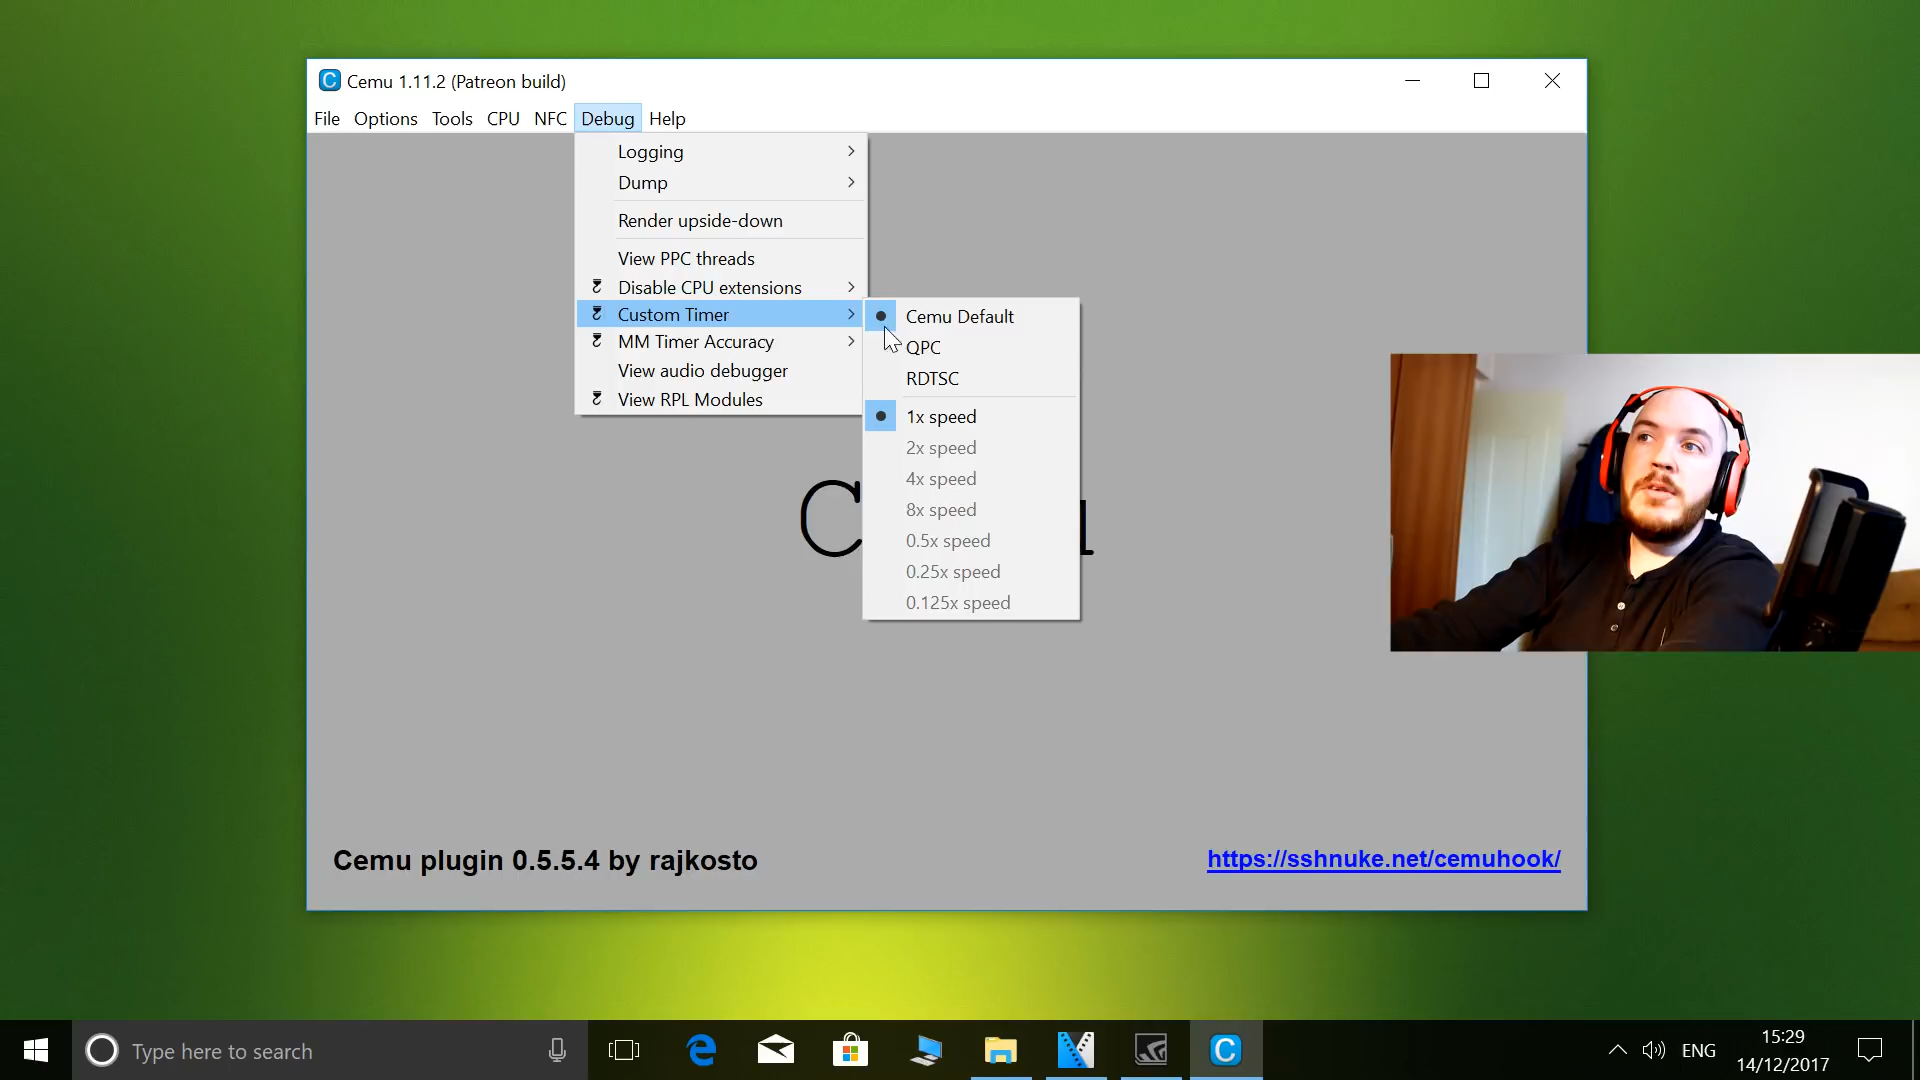 Cemu 1.11.2 (Patreon build)
File Options Tools CPU NFC Debug Help
Logging
Dump
Render upside-down
View PPC threads
Disable CPU extensions
Custom Timer
MM Timer Accuracy
View audio debugger
View RPL Modules
Cemu Default
QPC
RDTSC
1x speed
2x speed
4x speed
8x speed
0.5x speed
0.25x speed
0.125x speed
Cemu plugin 0.5.5.4 by rajkosto
https://sshnuke.net/cemuhook/
Type here to search
ENG
15:29
14/12/2017